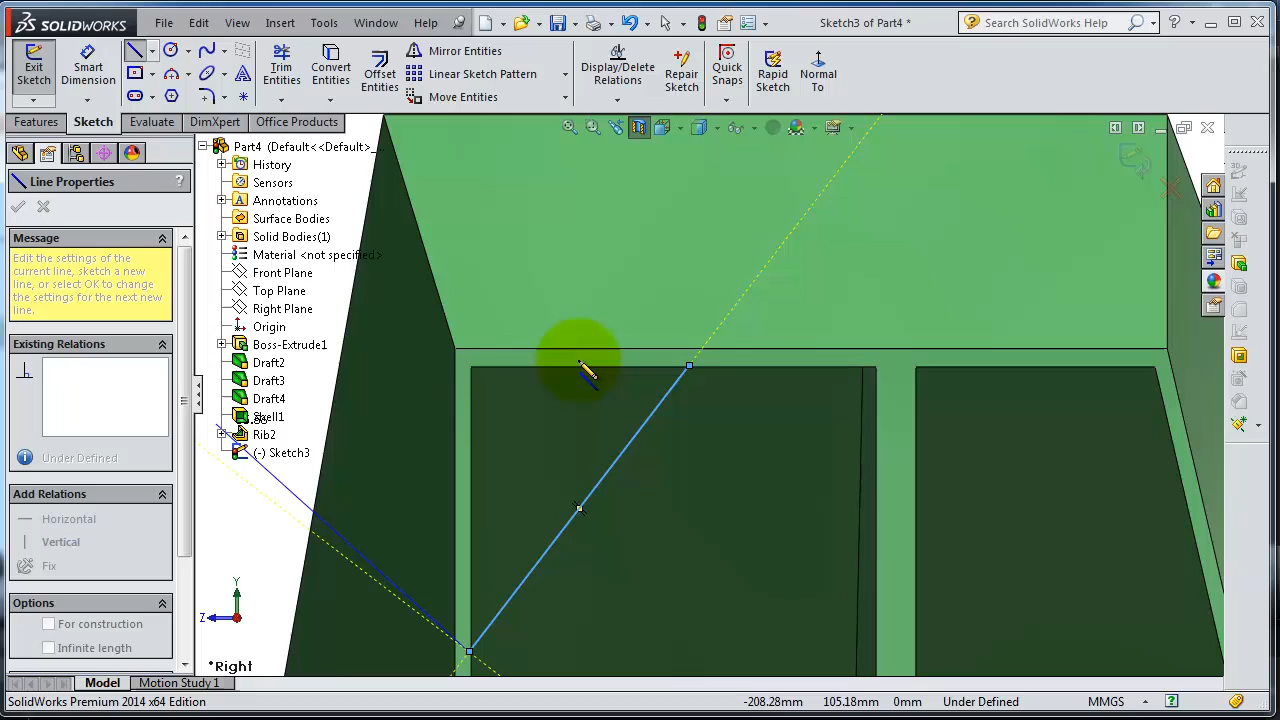 SOLIDWORKS File Edit View Insert Tools Window Help Sketch3 of Part4 * Search SolidWorks Help
Exit Sketch
Smart Dimension
Trim Entities
Convert Entities
Offset Entities
Mirror Entities
Linear Sketch Pattern
Move Entities
Display/Delete Relations
Repair Sketch
Quick Snaps
Rapid Sketch
Normal To
Features Sketch Evaluate DimXpert Office Products
Line Properties ?
Message
Edit the settings of the
current line, sketch a new
line, or select OK to change
the settings for the next new
line.
Existing Relations
Under Defined
Add Relations
Horizontal
Vertical
Fix
Options
For construction
Infinite length
Part4 (Default<<Default>_...
History
Sensors
Annotations
Surface Bodies
Solid Bodies(1)
Material <not specified>
Front Plane
Top Plane
Right Plane
Origin
Boss-Extrude1
Draft2
Draft3
Draft4
Shell1
Rib2
(-) Sketch3
Y
Z
*Right
Model Motion Study 1
SolidWorks Premium 2014 x64 Edition -208.28mm 105.18mm 0mm Under Defined MMGS